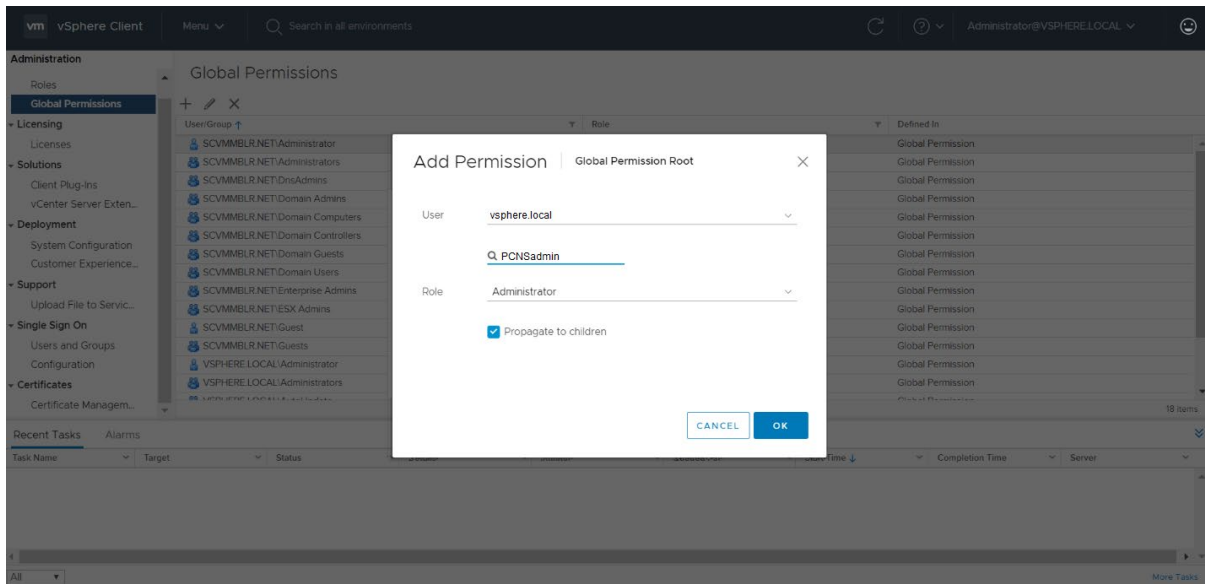 vm vSphere Client Menu Search in all environments Administrator@VSPHERE.LOCAL
Administration
Roles
Global Permissions
Licensing
Licenses
Solutions
Client Plug-Ins
vCenter Server Exten...
Deployment
System Configuration
Customer Experience...
Support
Upload File to Servic...
Single Sign On
Users and Groups
Configuration
Certificates
Certificate Managem...
Global Permissions
User/Group Role Defined In
SCVMMBLR.NET\Administrator Global Permission
SCVMMBLR.NET\Administrators Global Permission
SCVMMBLR.NET\DnsAdmins Global Permission
SCVMMBLR.NET\Domain Admins Global Permission
SCVMMBLR.NET\Domain Computers Global Permission
SCVMMBLR.NET\Domain Controllers Global Permission
SCVMMBLR.NET\Domain Guests Global Permission
SCVMMBLR.NET\Domain Users Global Permission
SCVMMBLR.NET\Enterprise Admins Global Permission
SCVMMBLR.NET\ESX Admins Global Permission
SCVMMBLR.NET\Guest Global Permission
SCVMMBLR.NET\Guests Global Permission
VSPHERE.LOCAL\Administrator Global Permission
VSPHERE.LOCAL\Administrators Global Permission
18 items
Add Permission Global Permission Root
User vsphere.local
PCNSadmin
Role Administrator
Propagate to children
CANCEL OK
Recent Tasks Alarms
Task Name Target Status Time Completion Time Server
All More Tasks